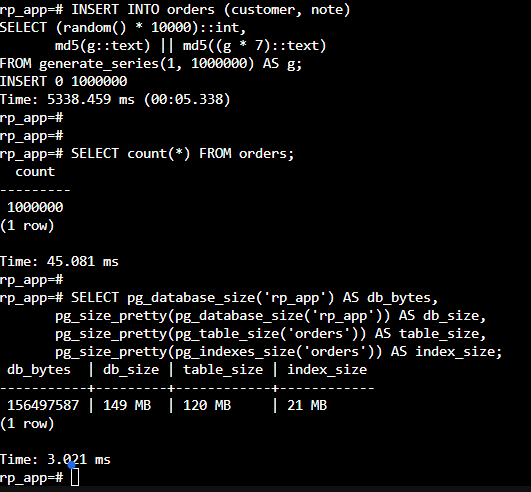 rp_app=# INSERT INTO orders (customer, note)
SELECT (random() * 10000)::int,
       md5(g::text) || md5((g * 7)::text)
FROM generate_series(1, 1000000) AS g;
INSERT 0 1000000
Time: 5338.459 ms (00:05.338)
rp_app=#
rp_app=#
rp_app=# SELECT count(*) FROM orders;
  count
---------
 1000000
(1 row)

Time: 45.081 ms
rp_app=#
rp_app=# SELECT pg_database_size('rp_app') AS db_bytes,
       pg_size_pretty(pg_database_size('rp_app')) AS db_size,
       pg_size_pretty(pg_table_size('orders')) AS table_size,
       pg_size_pretty(pg_indexes_size('orders')) AS index_size;
 db_bytes  | db_size | table_size | index_size
-----------+---------+------------+------------
 156497587 | 149 MB  | 120 MB     | 21 MB
(1 row)

Time: 3.021 ms
rp_app=#